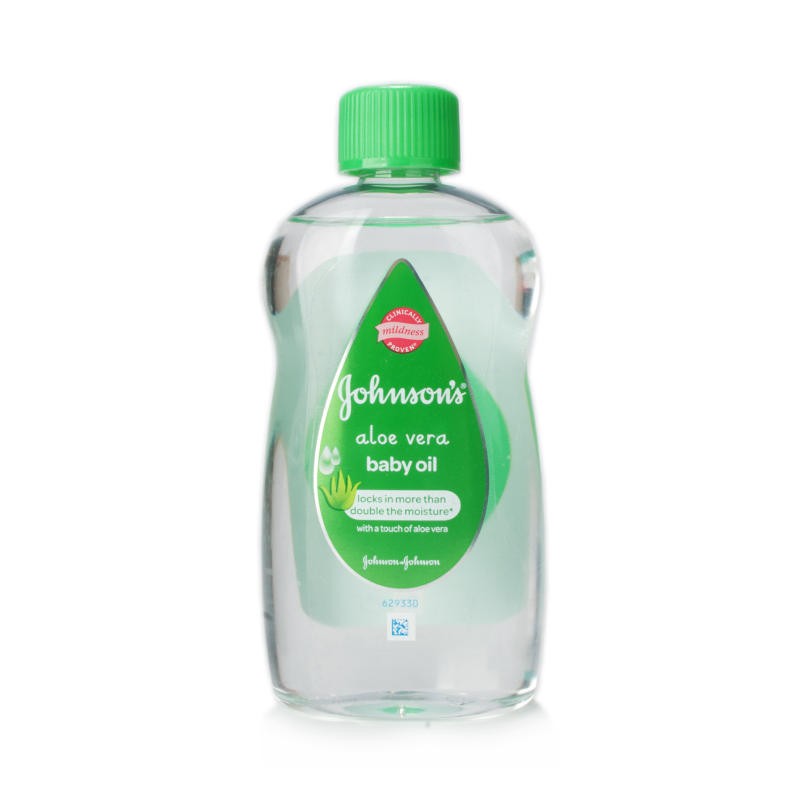 CLINICALLY
mildness
PROVEN®
Johnson's®
aloe vera
baby oil
locks in more than
double the moisture*
with a touch of aloe vera
Johnson & Johnson
629330